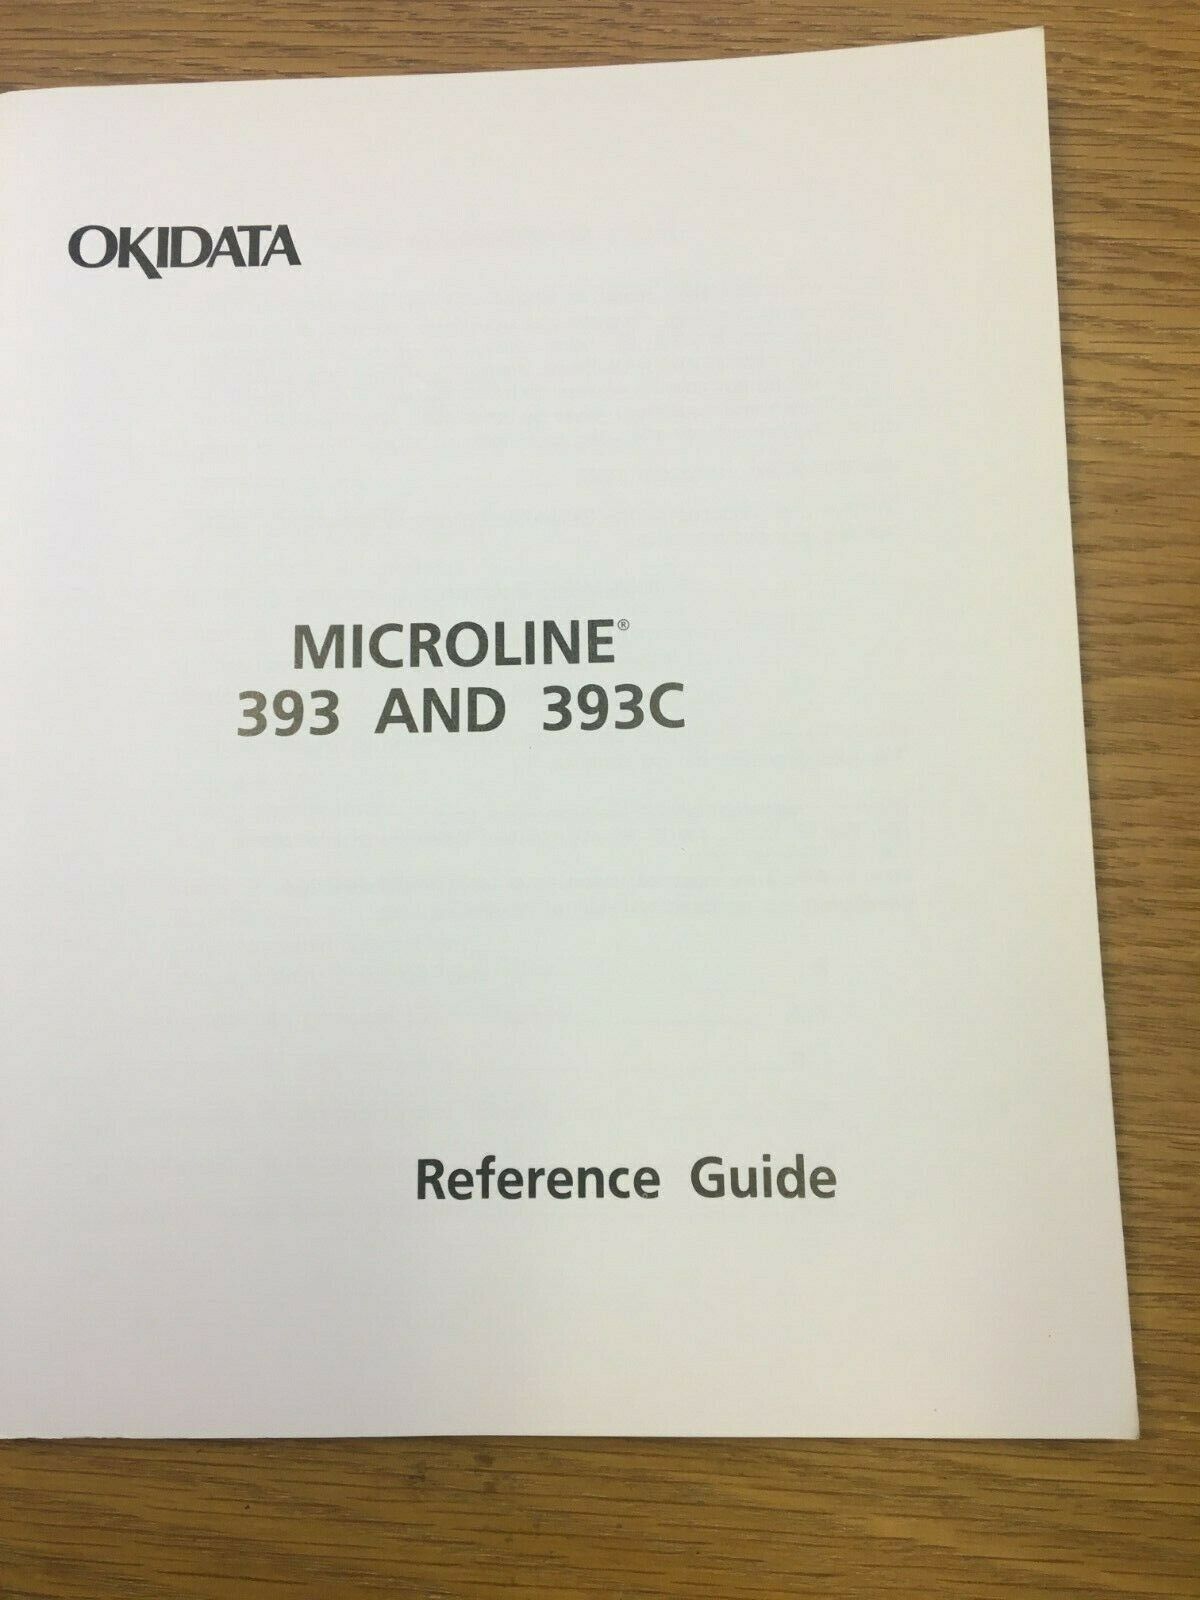 OKIDATA
MICROLINE®
393 AND 393C
Reference Guide